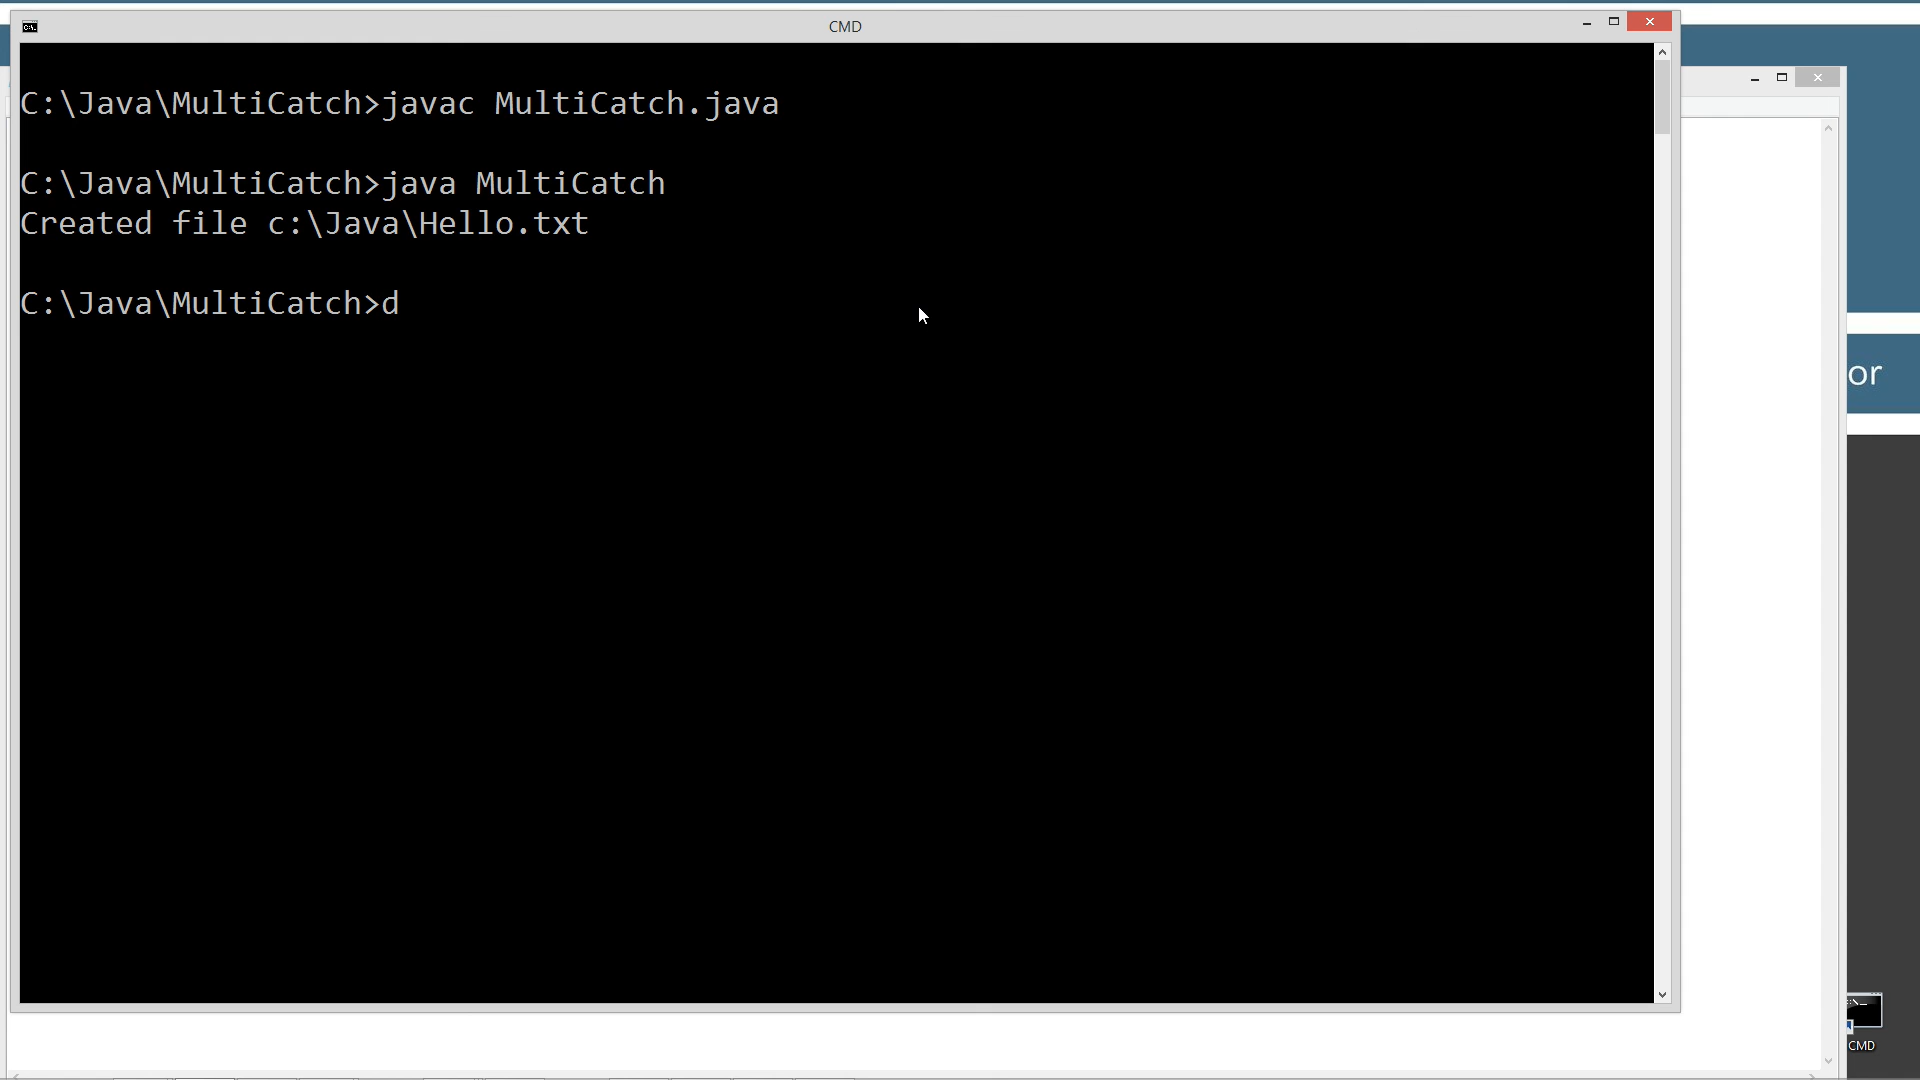 CMD
C:\Java\MultiCatch>javac MultiCatch.java
C:\Java\MultiCatch>java MultiCatch
Created file c:\Java\Hello.txt
C:\Java\MultiCatch>d
or
CMD